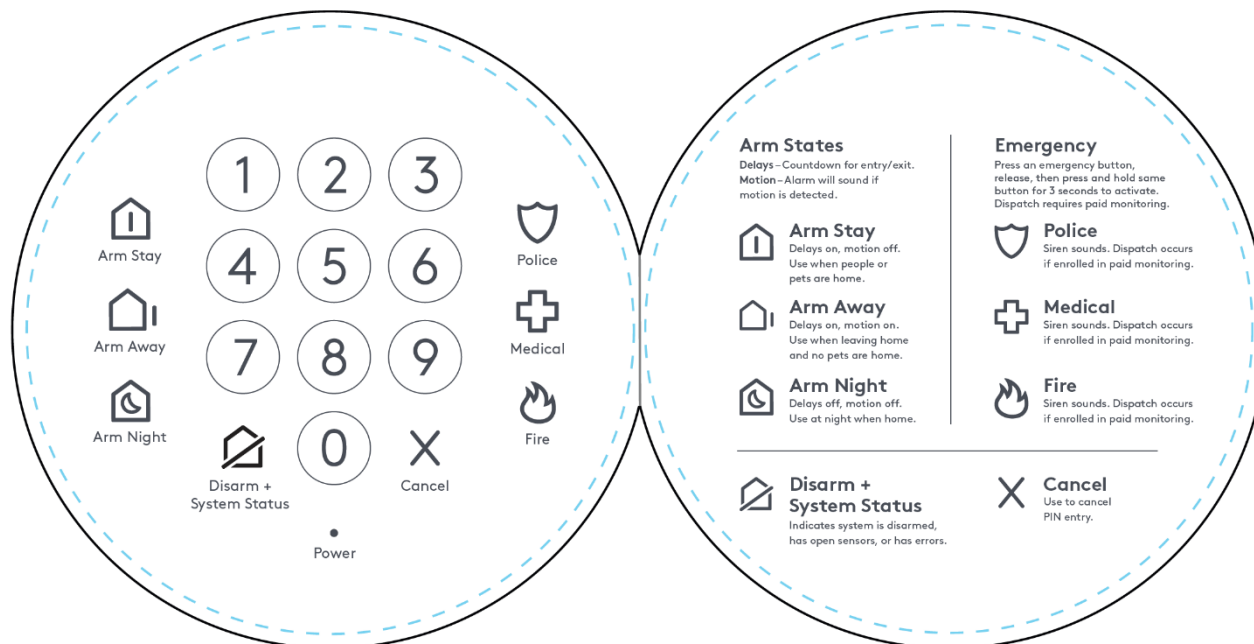 1
2
3
4
5
6
7
8
9
0
Arm Stay
Arm Away
Arm Night
Police
Medical
Fire
Disarm +
System Status
Cancel
Power
Arm States
Delays – Countdown for entry/exit.
Motion – Alarm will sound if
motion is detected.
Arm Stay
Delays on, motion off.
Use when people or
pets are home.
Arm Away
Delays on, motion on.
Use when leaving home
and no pets are home.
Arm Night
Delays off, motion off.
Use at night when home.
Emergency
Press an emergency button,
release, then press and hold same
button for 3 seconds to activate.
Dispatch requires paid monitoring.
Police
Siren sounds. Dispatch occurs
if enrolled in paid monitoring.
Medical
Siren sounds. Dispatch occurs
if enrolled in paid monitoring.
Fire
Siren sounds. Dispatch occurs
if enrolled in paid monitoring.
Disarm +
System Status
Indicates system is disarmed,
has open sensors, or has errors.
Cancel
Use to cancel
PIN entry.